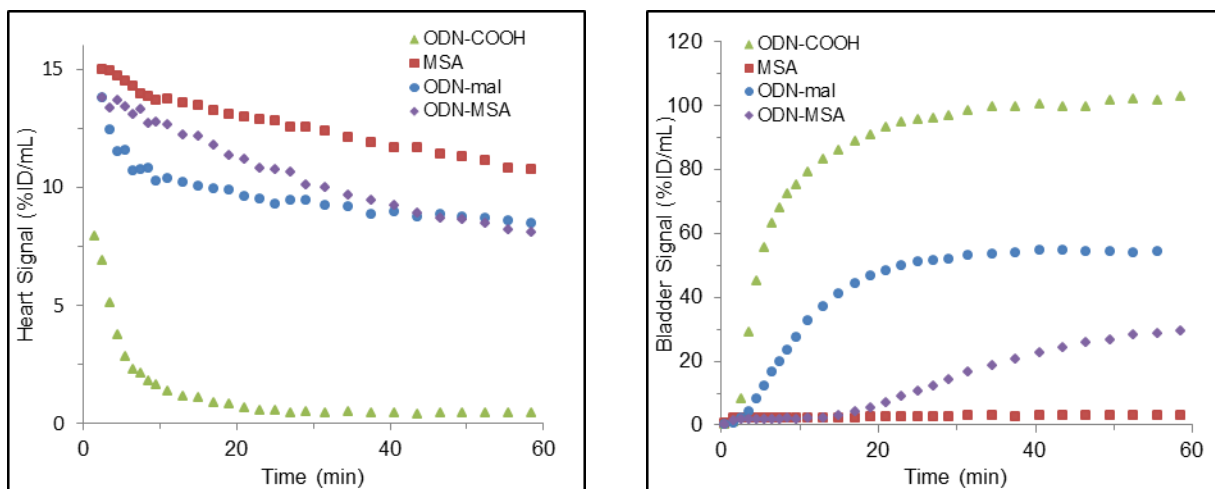 Heart Signal (%ID/mL)
15
10
5
0
0
20
40
60
Time (min)
ODN-COOH
MSA
ODN-mal
ODN-MSA
Bladder Signal (%ID/mL)
120
100
80
60
40
20
0
0
20
40
60
Time (min)
ODN-COOH
MSA
ODN-mal
ODN-MSA